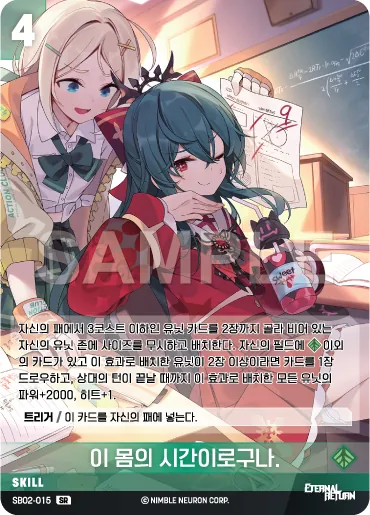 4
9
ACTION CLUB
Sweet
SAMPLE
자신의 패에서 3코스트 이하인 유닛 카드를 2장까지 골라 비어 있는
자신의 유닛 존에 사이즈를 무시하고 배치한다. 자신의 필드에 이외
의 카드가 있고 이 효과로 배치한 유닛이 2장 이상이라면 카드를 1장
드로우하고, 상대의 턴이 끝날 때까지 이 효과로 배치한 모든 유닛의
파워+2000, 히트+1.
트리거 / 이 카드를 자신의 패에 넣는다.
이 몸의 시간이로구나.
SKILL
SB02-015 SR ©NIMBLE NEURON CORP. ETERNAL RETURN